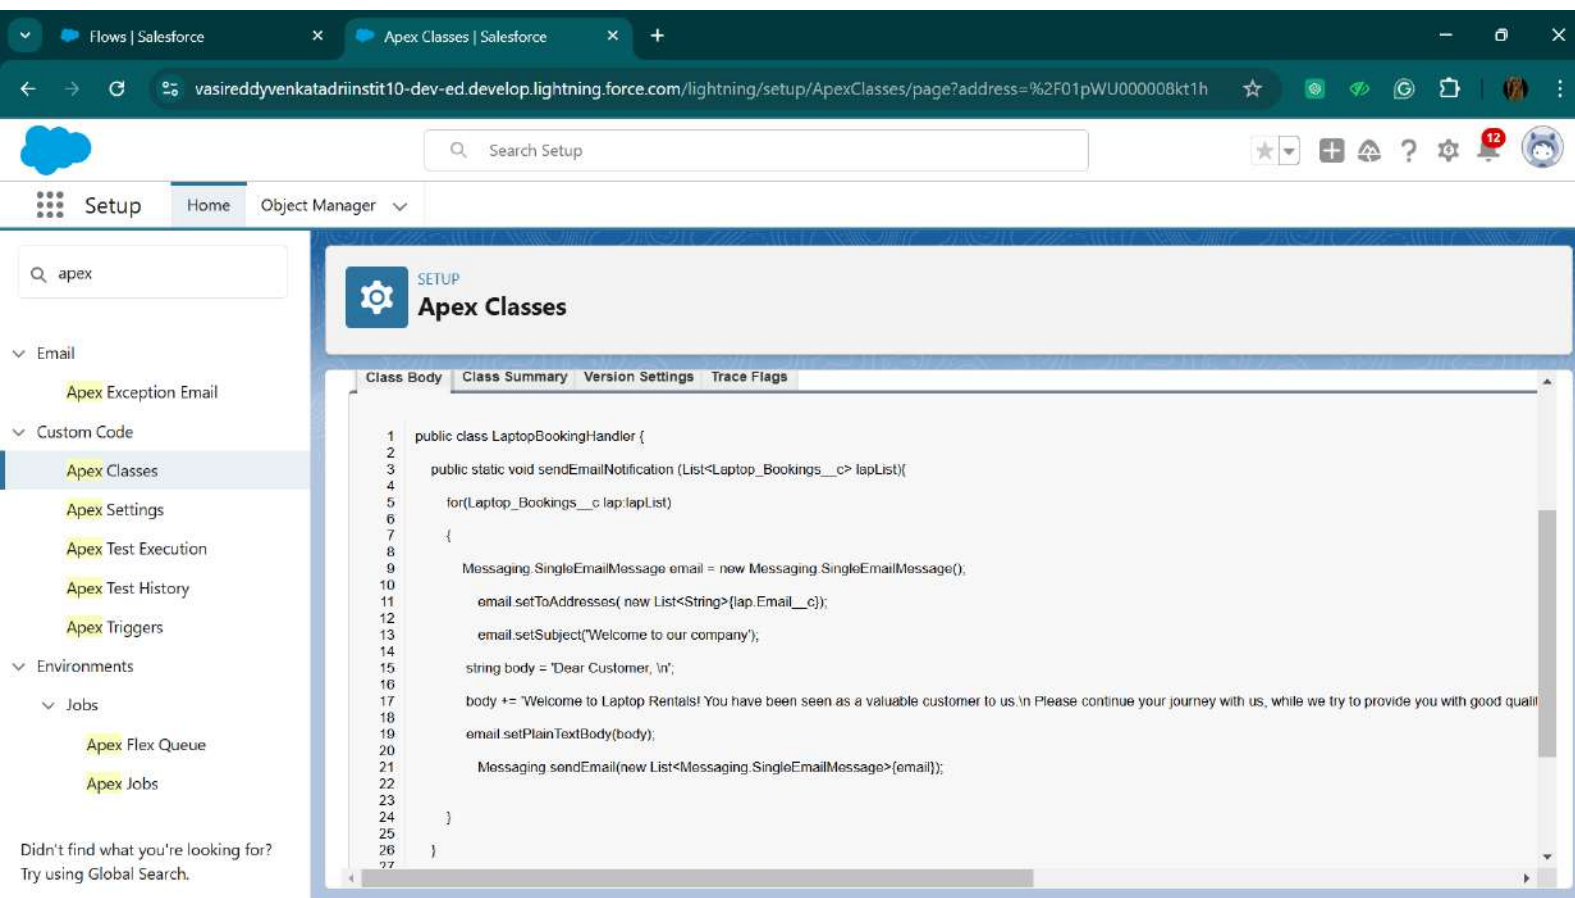 Flows | Salesforce
Apex Classes | Salesforce
vasireddyvenkatadriinstit10-dev-ed.develop.lightning.force.com/lightning/setup/ApexClasses/page?address=%2F01pWU000008kt1h
Search Setup
12
Setup
Home
Object Manager
apex
SETUP
Apex Classes
Email
Apex Exception Email
Custom Code
Apex Classes
Apex Settings
Apex Test Execution
Apex Test History
Apex Triggers
Environments
Jobs
Apex Flex Queue
Apex Jobs
Didn't find what you're looking for?
Try using Global Search.
Class Body Class Summary Version Settings Trace Flags
1 public class LaptopBookingHandler {
2
3 public static void sendEmailNotification (List<Laptop_Bookings__c> lapList){
4
5 for(Laptop_Bookings__c lap:lapList)
6
7 {
8
9 Messaging.SingleEmailMessage email = new Messaging.SingleEmailMessage();
10
11 email.setToAddresses( new List<String>{lap.Email__c});
12
13 email.setSubject('Welcome to our company');
14
15 string body = 'Dear Customer, \n';
16
17 body += 'Welcome to Laptop Rentals! You have been seen as a valuable customer to us.\n Please continue your journey with us, while we try to provide you with good qualit
18
19 email.setPlainTextBody(body);
20
21 Messaging.sendEmail(new List<Messaging.SingleEmailMessage>{email});
22
23
24 }
25
26 }
27